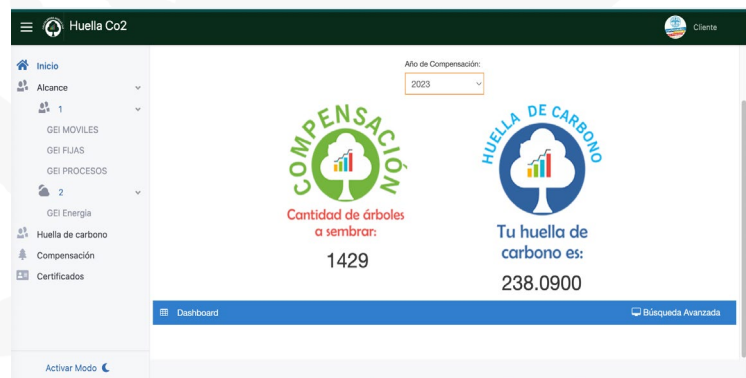 Huella Co2
Cliente
Inicio
Alcance
1
GEI MOVILES
GEI FIJAS
GEI PROCESOS
2
GEI Energía
Huella de carbono
Compensación
Certificados
Activar Modo
Año de Compensación:
2023
COMPENSACIÓN
Cantidad de árboles
a sembrar:
1429
HUELLA DE CARBONO
Tu huella de
carbono es:
238.0900
Dashboard
Búsqueda Avanzada